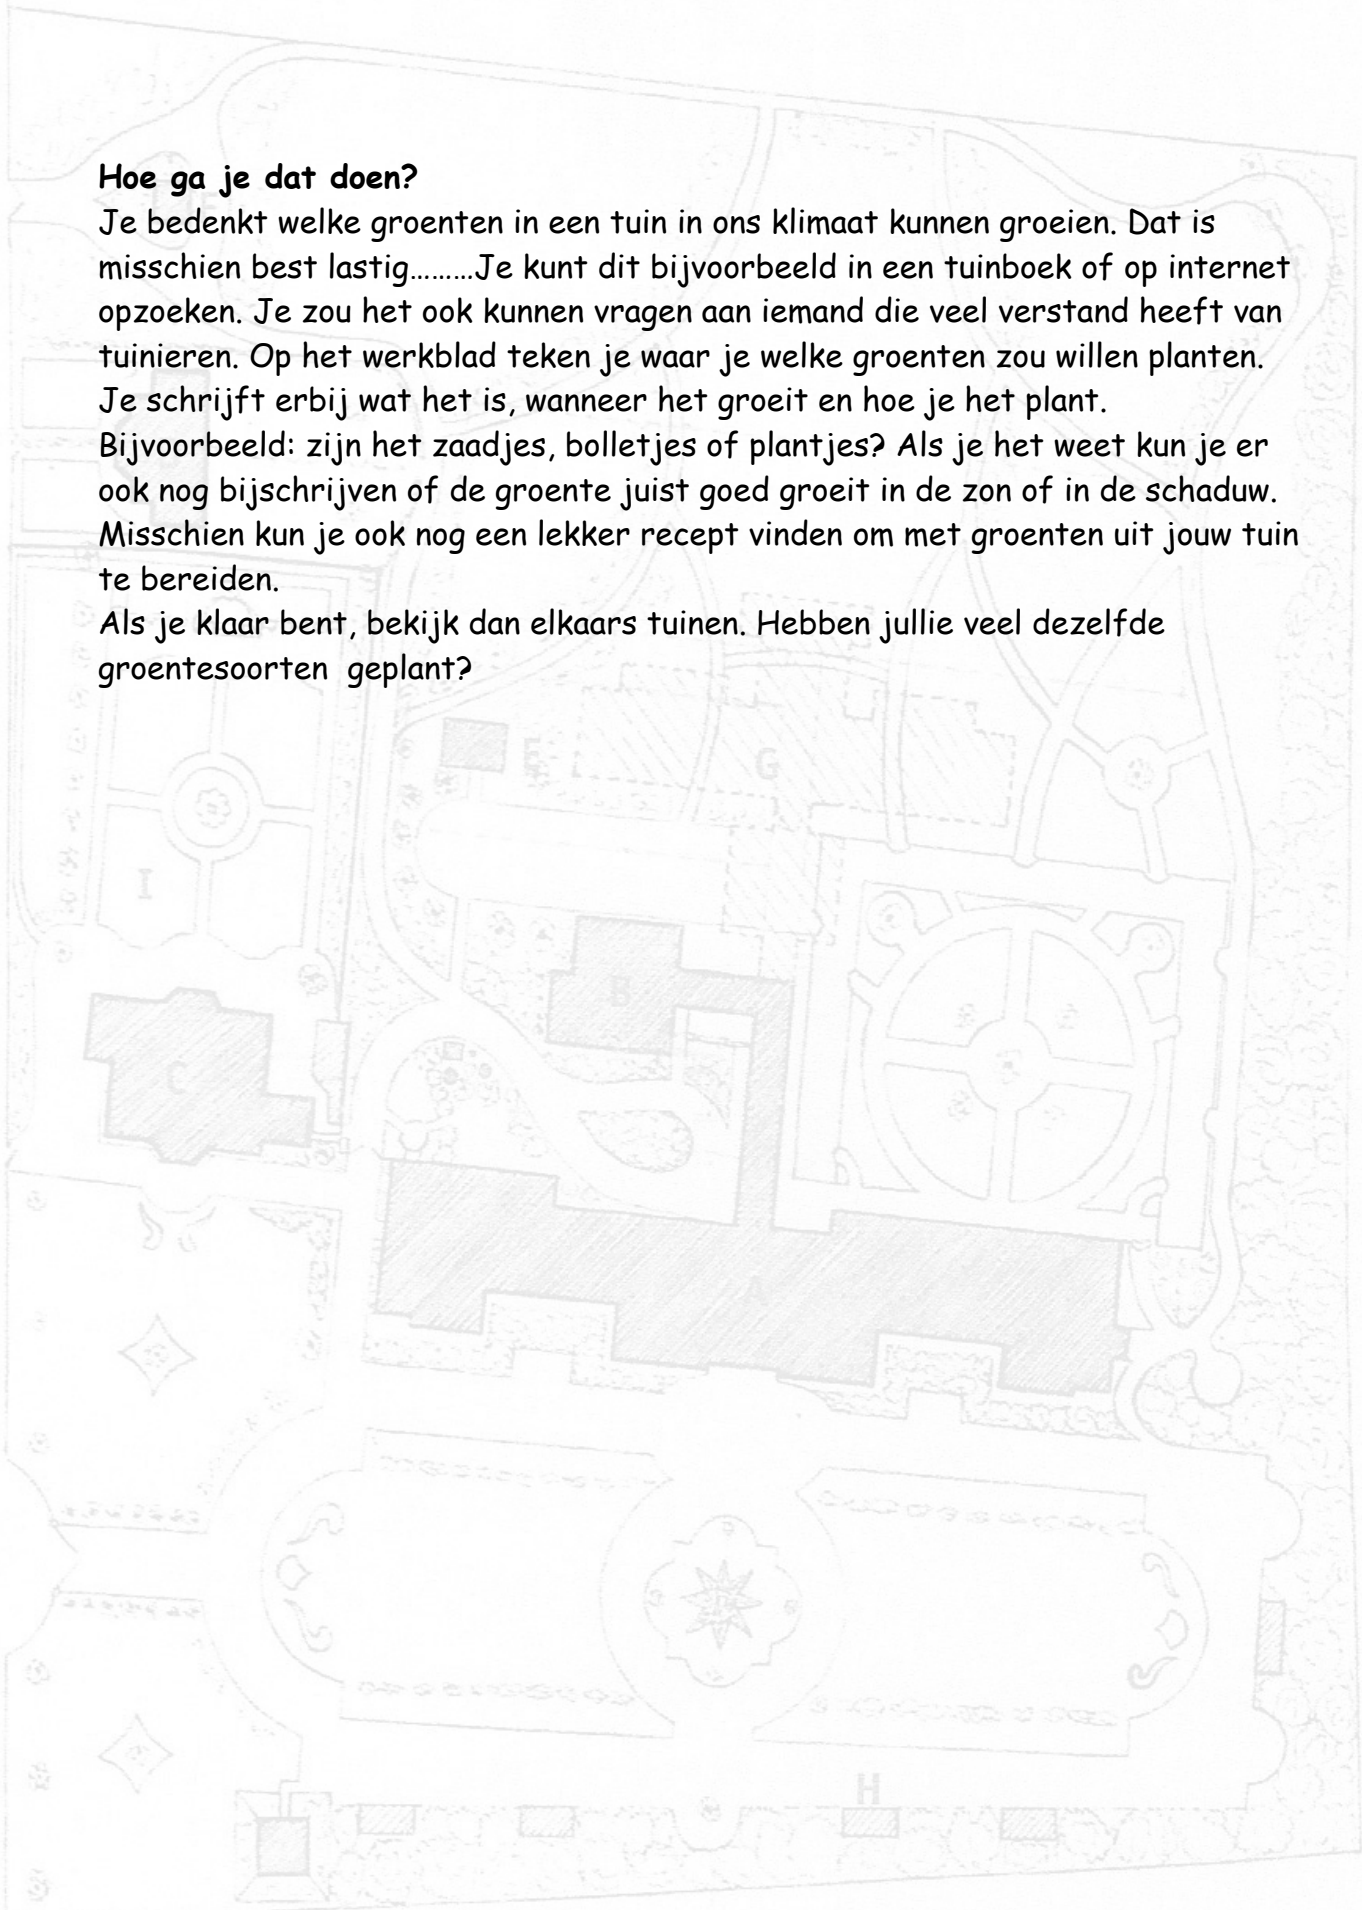 Hoe ga je dat doen?
Je bedenkt welke groenten in een tuin in ons klimaat kunnen groeien. Dat is
misschien best lastig………Je kunt dit bijvoorbeeld in een tuinboek of op internet
opzoeken. Je zou het ook kunnen vragen aan iemand die veel verstand heeft van
tuinieren. Op het werkblad teken je waar je welke groenten zou willen planten.
Je schrijft erbij wat het is, wanneer het groeit en hoe je het plant.
Bijvoorbeeld: zijn het zaadjes, bolletjes of plantjes? Als je het weet kun je er
ook nog bijschrijven of de groente juist goed groeit in de zon of in de schaduw.
Misschien kun je ook nog een lekker recept vinden om met groenten uit jouw tuin
te bereiden.
Als je klaar bent, bekijk dan elkaars tuinen. Hebben jullie veel dezelfde
groentesoorten  geplant?
E
G
I
B
C
A
H